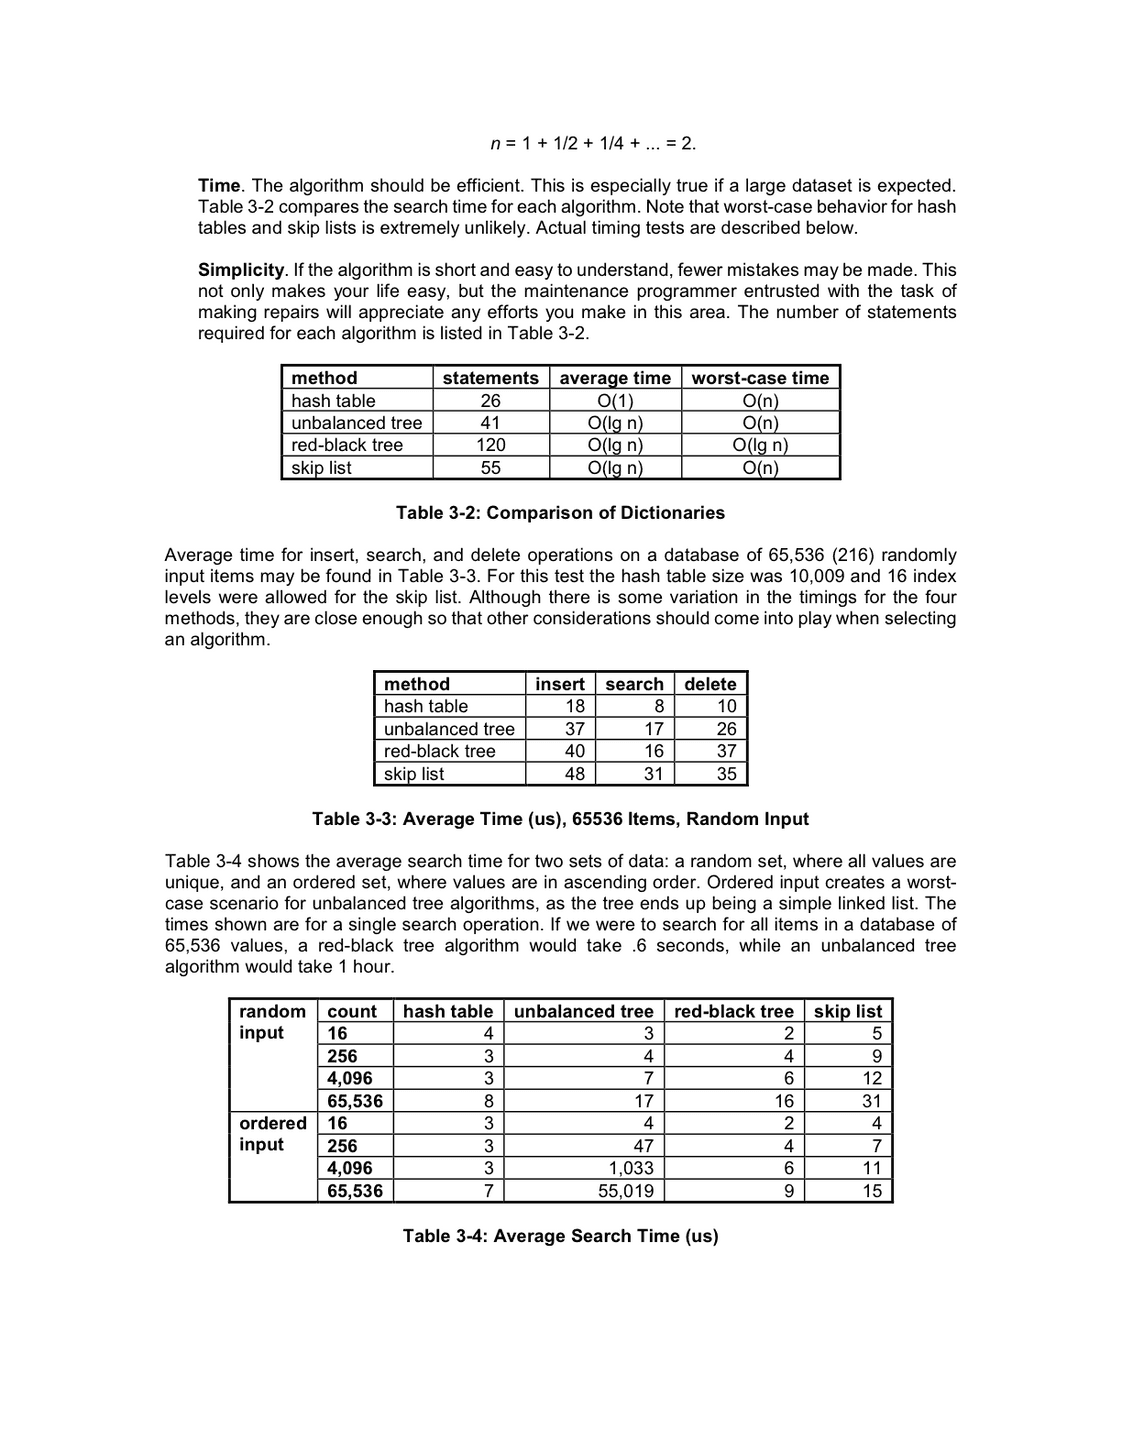 n = 1 + 1/2 + 1/4 + ... = 2.
Time. The algorithm should be efficient. This is especially true if a large dataset is expected.
Table 3-2 compares the search time for each algorithm. Note that worst-case behavior for hash
tables and skip lists is extremely unlikely. Actual timing tests are described below.
Simplicity. If the algorithm is short and easy to understand, fewer mistakes may be made. This
not only makes your life easy, but the maintenance programmer entrusted with the task of
making repairs will appreciate any efforts you make in this area. The number of statements
required for each algorithm is listed in Table 3-2.
method statements average time worst-case time
hash table 26 O(1) O(n)
unbalanced tree 41 O(lg n) O(n)
red-black tree 120 O(lg n) O(lg n)
skip list 55 O(lg n) O(n)
Table 3-2: Comparison of Dictionaries
Average time for insert, search, and delete operations on a database of 65,536 (216) randomly
input items may be found in Table 3-3. For this test the hash table size was 10,009 and 16 index
levels were allowed for the skip list. Although there is some variation in the timings for the four
methods, they are close enough so that other considerations should come into play when selecting
an algorithm.
method insert search delete
hash table 18 8 10
unbalanced tree 37 17 26
red-black tree 40 16 37
skip list 48 31 35
Table 3-3: Average Time (us), 65536 Items, Random Input
Table 3-4 shows the average search time for two sets of data: a random set, where all values are
unique, and an ordered set, where values are in ascending order. Ordered input creates a worst-
case scenario for unbalanced tree algorithms, as the tree ends up being a simple linked list. The
times shown are for a single search operation. If we were to search for all items in a database of
65,536 values, a red-black tree algorithm would take .6 seconds, while an unbalanced tree
algorithm would take 1 hour.
random count hash table unbalanced tree red-black tree skip list
input 16 4 3 2 5
256 3 4 4 9
4,096 3 7 6 12
65,536 8 17 16 31
ordered 16 3 4 2 4
input 256 3 47 4 7
4,096 3 1,033 6 11
65,536 7 55,019 9 15
Table 3-4: Average Search Time (us)